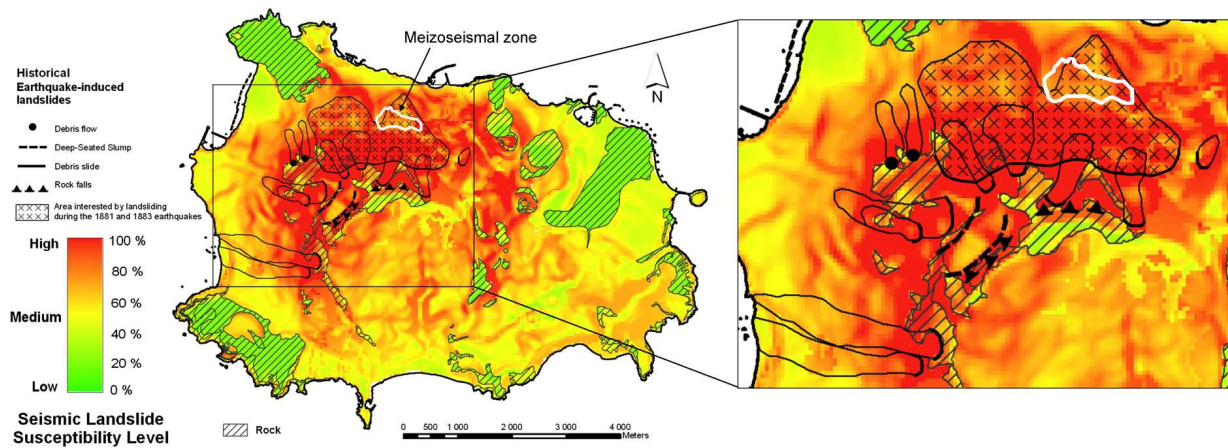 Meizoseismal zone
N
Historical
Earthquake-induced
landslides
Debris flow
Deep-Seated Slump
Debris slide
Rock falls
Area interested by landsliding
during the 1881 and 1883 earthquakes
High
Medium
Low
100 %
80 %
60 %
40 %
20 %
0 %
Seismic Landslide
Susceptibility Level
Rock
0 500 1 000 2 000 3 000 4 000
Meters